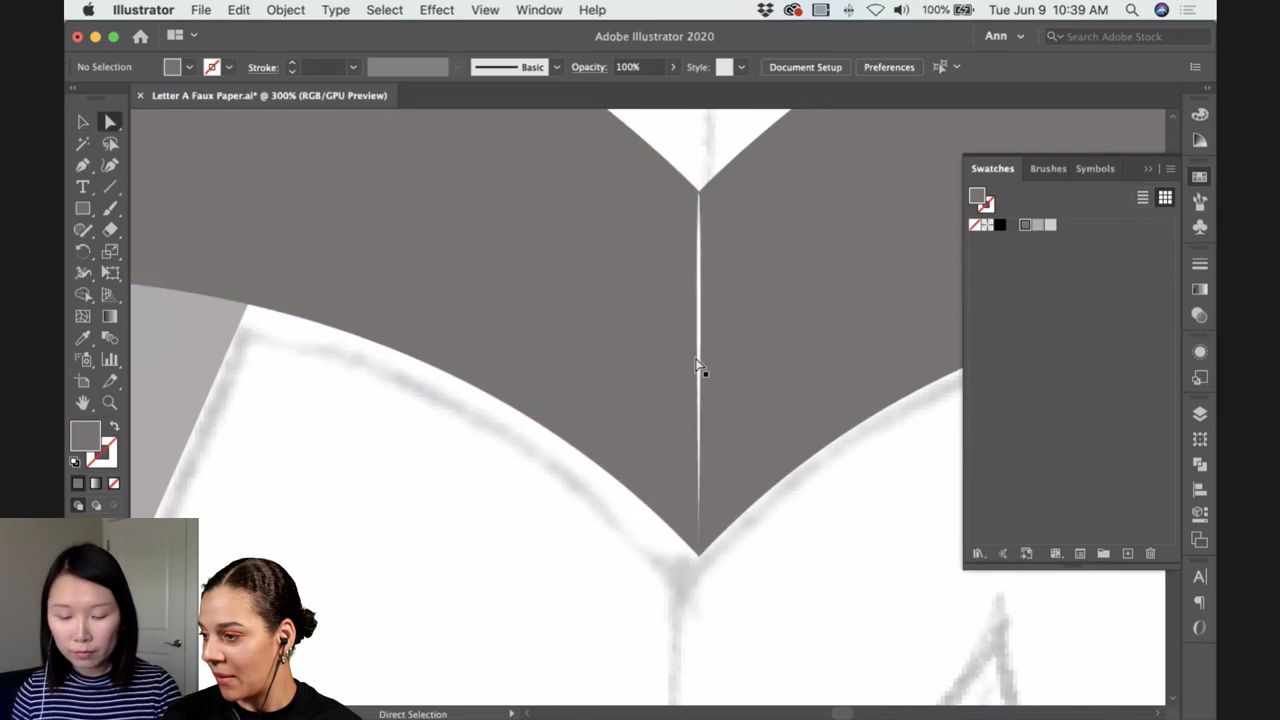 Illustrator File Edit Object Type Select Effect View Window Help 100% Tue Jun 9 10:39 AM
Adobe Illustrator 2020 Ann Search Adobe Stock
No Selection Stroke: Basic Opacity: 100% Style: Document Setup Preferences
Letter A Faux Paper.ai* @ 300% (RGB/GPU Preview)
Swatches Brushes Symbols
Direct Selection